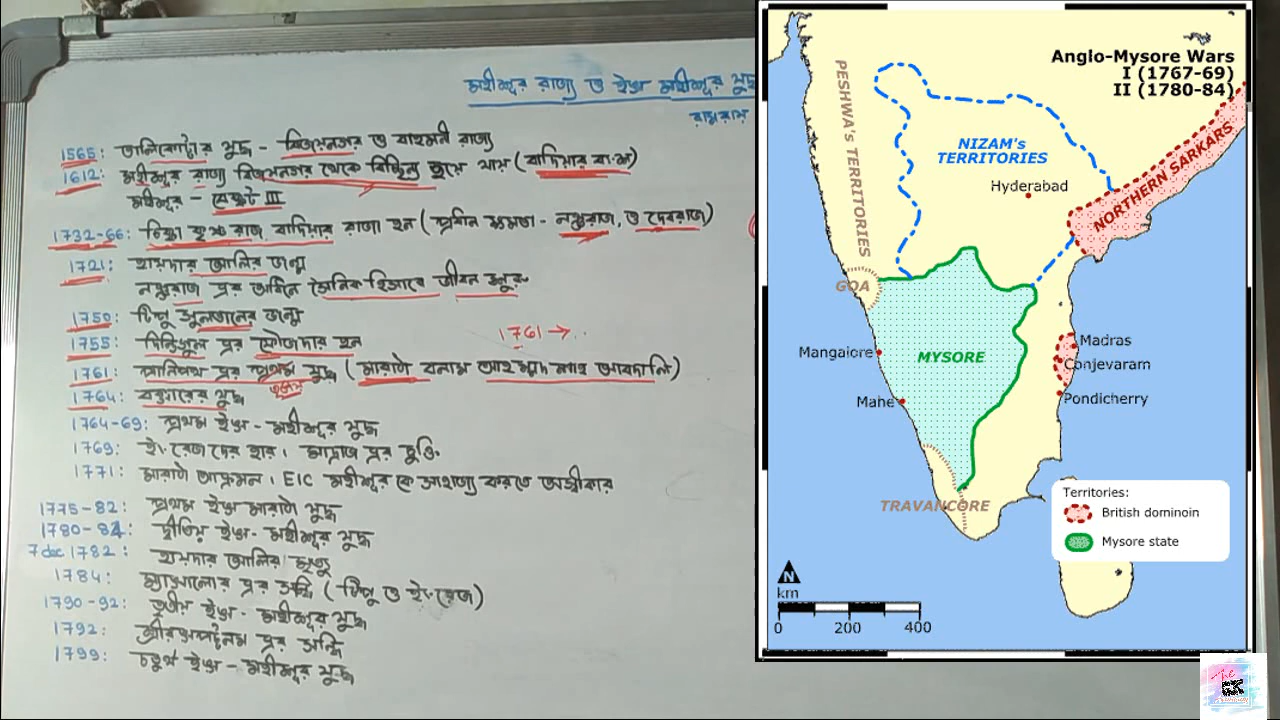 মহীশূর রাজ্য ও ইঙ্গ মহীশূর যুদ্ধ
1565: তালিকোটার যুদ্ধ - বিজয়নগর ও বাহমনী রাজ্য
1612: মহীশূর রাজ্য বিজয়নগর থেকে বিচ্ছিন্ন হয়ে যায় (বাদিয়ার বংশ)
মহীশূর - বেঙ্কট III
1732-66: চিক্কা কৃষ্ণ রাজ বাদিয়ার রাজা হন (প্রধান ক্ষমতা - নঞ্জরাজ, ও দেবরাজ)
1721: হায়দার আলির জন্ম
নঞ্জরাজ এর অধিনে সৈনিক হিসাবে জীবন শুরু
1750: টিপু সুলতানের জন্ম
1761 →
1755: দিন্ডিগুল এর ফৌজদার হন
1761: পানিপথ এর প্রথম যুদ্ধ (মারাঠা বনাম আহম্মদ শাহ আবদালি)
তৃতীয়
1764: বক্সারের যুদ্ধ
1764-69: প্রথম ইঙ্গ - মহীশূর যুদ্ধ
1769: ইংরেজদের হার। মাদ্রাজ এর চুক্তি
1771: মারাঠা আক্রমন। EIC মহীশূর কে সাহায্য করতে অস্বীকার
1775-82: প্রথম ইঙ্গ মারাঠা যুদ্ধ
1780-84: দ্বিতীয় ইঙ্গ - মহীশূর যুদ্ধ
7 dec 1782: হায়দার আলির মৃত্যু
1784: ম্যাঙ্গালোর এর সন্ধি (টিপু ও ইংরেজ)
1790-92: তৃতীয় ইঙ্গ - মহীশূর যুদ্ধ
1792: শ্রীরঙ্গপত্তনম এর সন্ধি
1799: চতুর্থ ইঙ্গ - মহীশূর যুদ্ধ
Anglo-Mysore Wars
I (1767-69)
II (1780-84)
PESHWA's TERRITORIES
NIZAM's
TERRITORIES
Hyderabad
NORTHERN SARKARS
GOA
Mangalore
MYSORE
Madras
Conjevaram
Mahe
Pondicherry
TRAVANCORE
Territories:
British dominoin
Mysore state
N
km
0 200 400